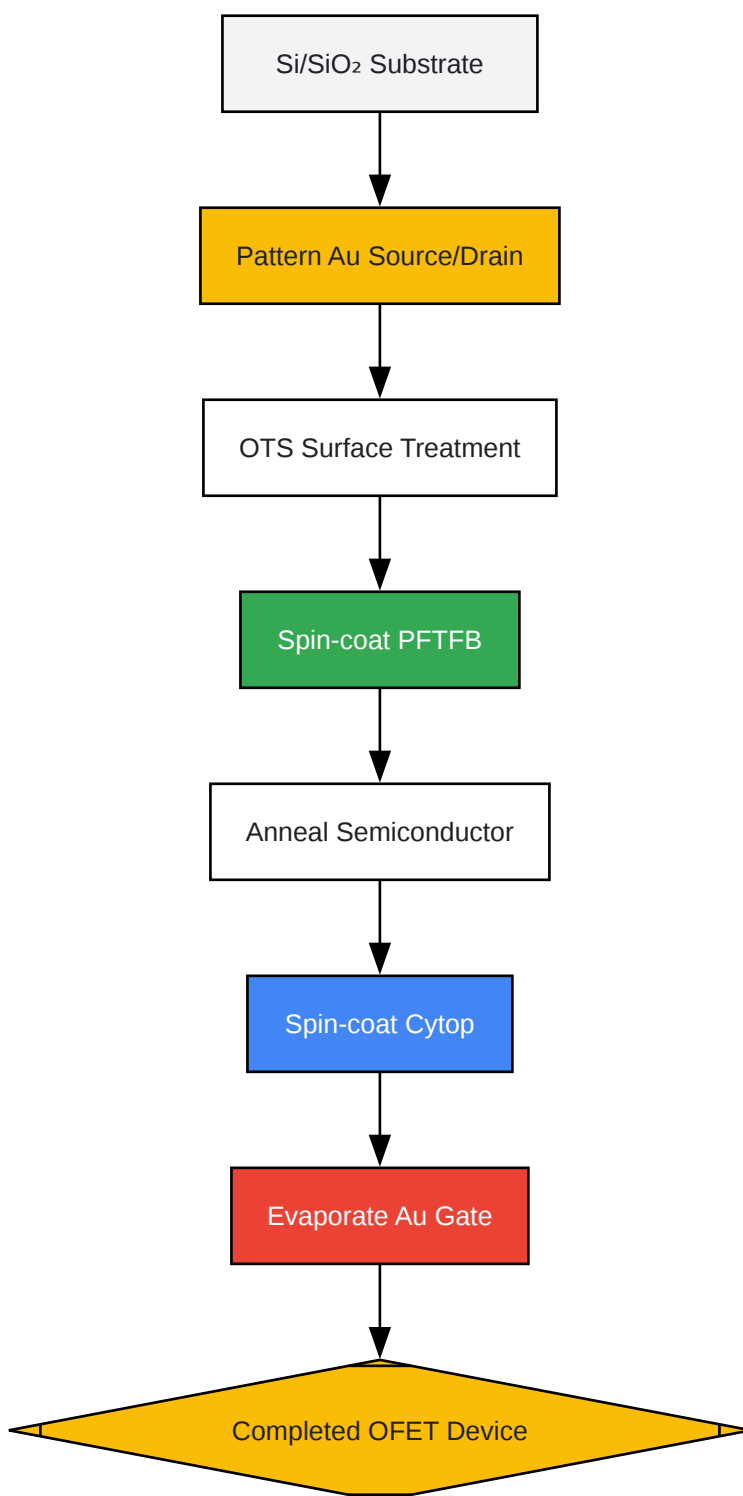 Si/SiO₂ Substrate
Pattern Au Source/Drain
OTS Surface Treatment
Spin-coat PFTFB
Anneal Semiconductor
Spin-coat Cytop
Evaporate Au Gate
Completed OFET Device